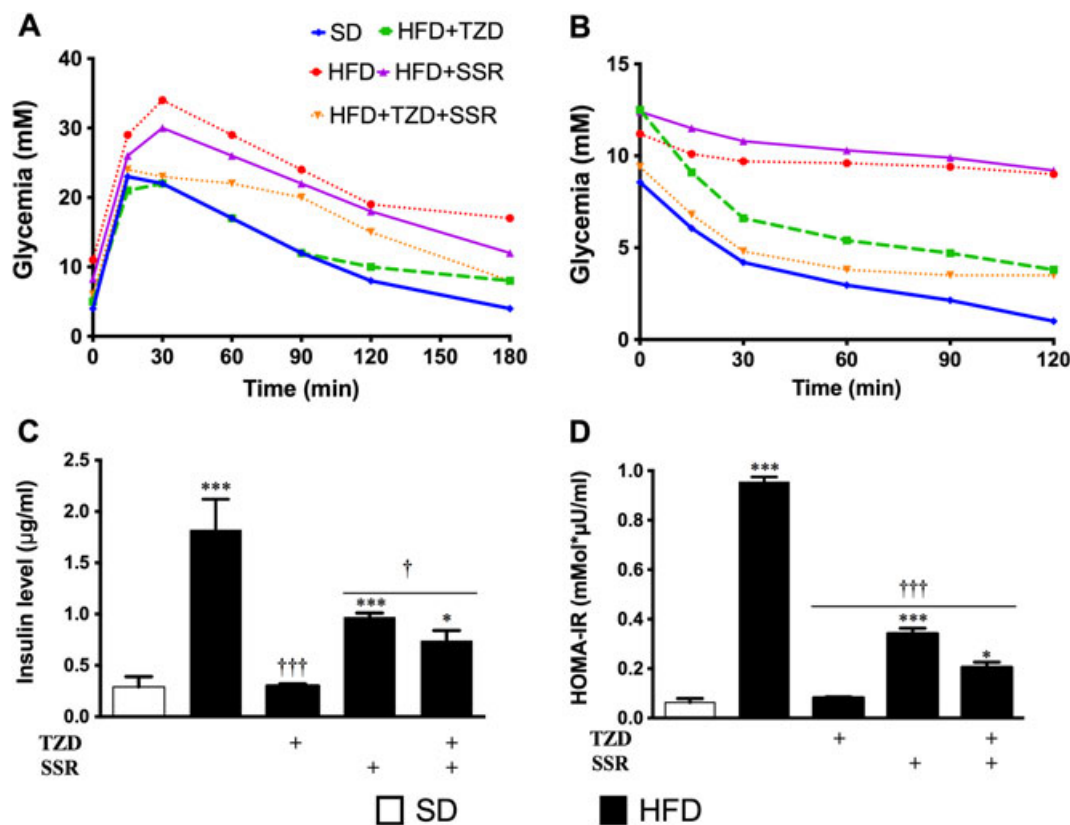 A
SD HFD+TZD
HFD HFD+SSR
HFD+TZD+SSR
Glycemia (mM)
40
30
20
10
0
0 30 60 90 120 150 180
Time (min)
B
Glycemia (mM)
15
10
5
0
0 30 60 90 120
Time (min)
C
Insulin level (µg/ml)
2.5
2.0
1.5
1.0
0.5
0.0
***
†††
†
***
*
TZD + +
SSR + +
D
HOMA-IR (mMol*µU/ml)
1.0
0.8
0.6
0.4
0.2
0.0
***
†††
***
*
TZD + +
SSR + +
SD HFD